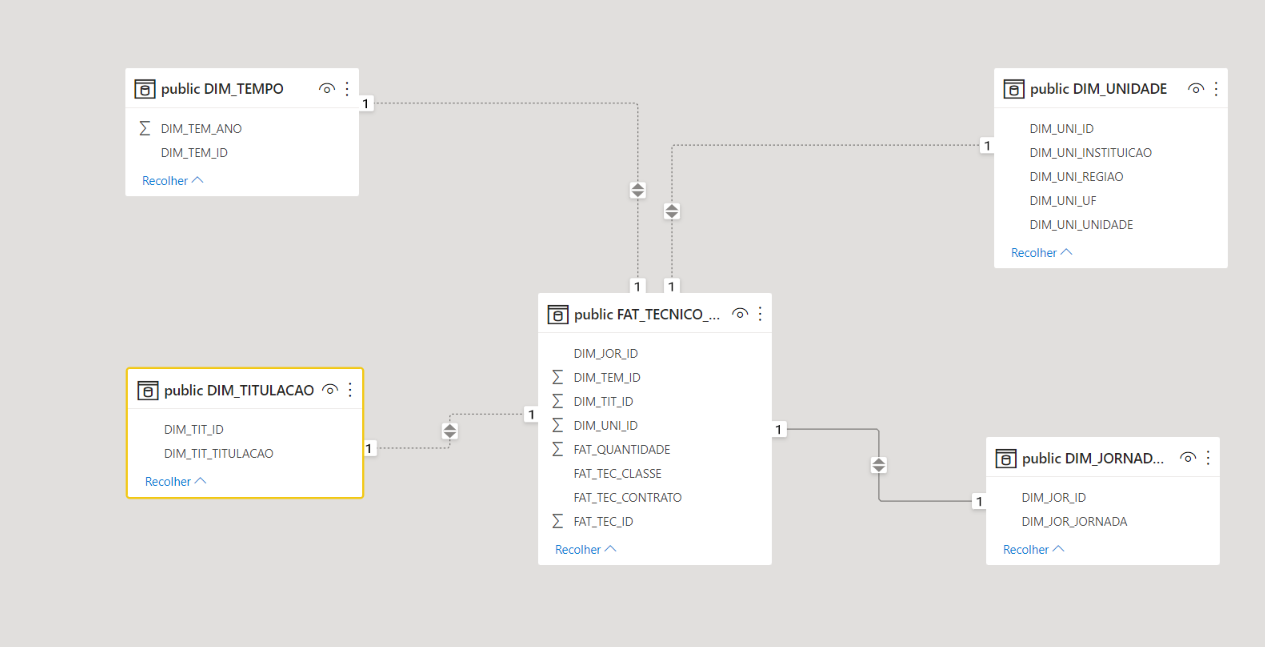 public DIM_TEMPO
1
Σ DIM_TEM_ANO
DIM_TEM_ID
Recolher
public DIM_UNIDADE
1
DIM_UNI_ID
DIM_UNI_INSTITUICAO
DIM_UNI_REGIAO
DIM_UNI_UF
DIM_UNI_UNIDADE
Recolher
1
1
public FAT_TECNICO_...
DIM_JOR_ID
Σ DIM_TEM_ID
Σ DIM_TIT_ID
Σ DIM_UNI_ID
Σ FAT_QUANTIDADE
FAT_TEC_CLASSE
FAT_TEC_CONTRATO
Σ FAT_TEC_ID
Recolher
1
1
public DIM_TITULACAO
1
DIM_TIT_ID
DIM_TIT_TITULACAO
Recolher
public DIM_JORNAD...
1
DIM_JOR_ID
DIM_JOR_JORNADA
Recolher